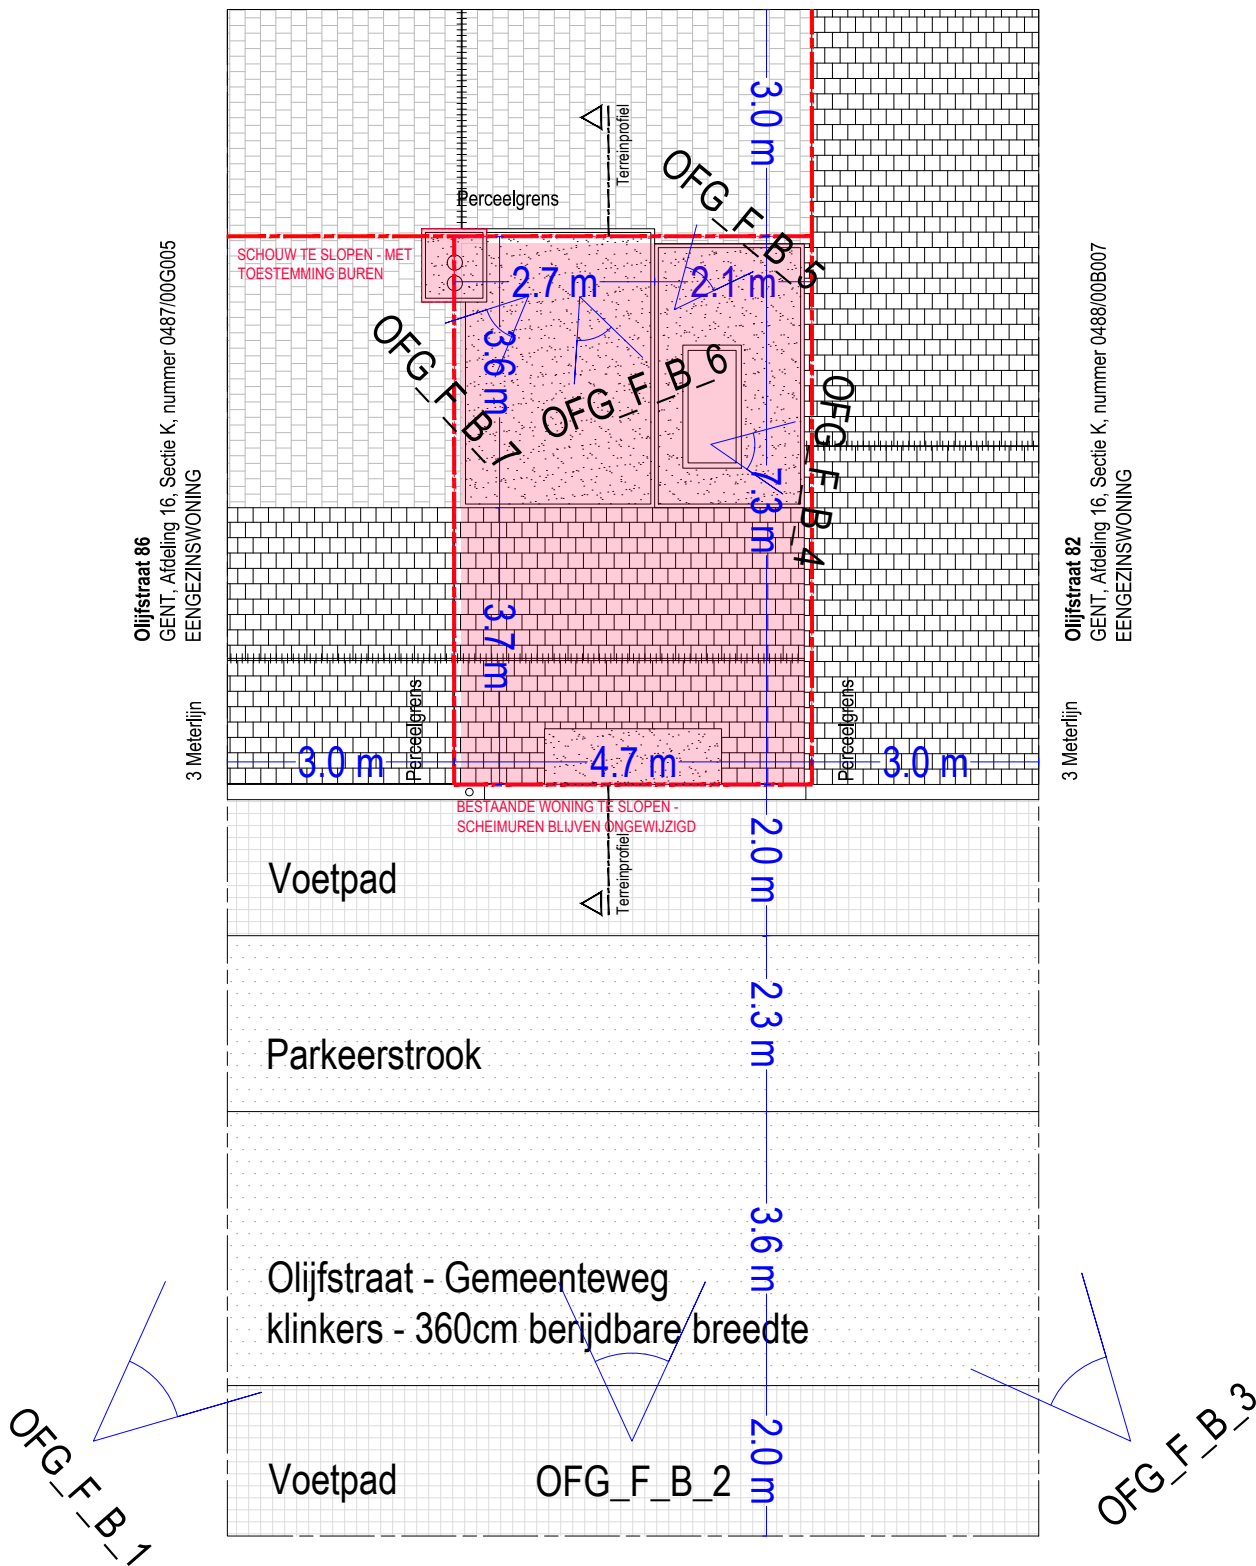 3.0 m
Terreinprofiel
OFG_F_B_5
Perceelgrens
SCHOUW TE SLOPEN - MET
TOESTEMMING BUREN
2.7 m
2.1 m
OFG_F_B_7
3.6 m
OFG_F_B_6
OFG_F_B_4
7.3 m
Olijfstraat 86
GENT, Afdeling 16, Sectie K, nummer 0487/00G005
EENGEZINSWONING
Olijfstraat 82
GENT, Afdeling 16, Sectie K, nummer 0488/00B007
EENGEZINSWONING
3.7 m
3 Meterlijn
Perceelgrens
Perceelgrens
3 Meterlijn
3.0 m
4.7 m
3.0 m
BESTAANDE WONING TE SLOPEN -
SCHEIMUREN BLIJVEN ONGEWIJZIGD
2.0 m
Voetpad
Terreinprofiel
2.3 m
Parkeerstrook
3.6 m
Olijfstraat - Gemeenteweg
klinkers - 360cm berijdbare breedte
OFG_F_B_1
Voetpad
OFG_F_B_2
2.0 m
OFG_F_B_3